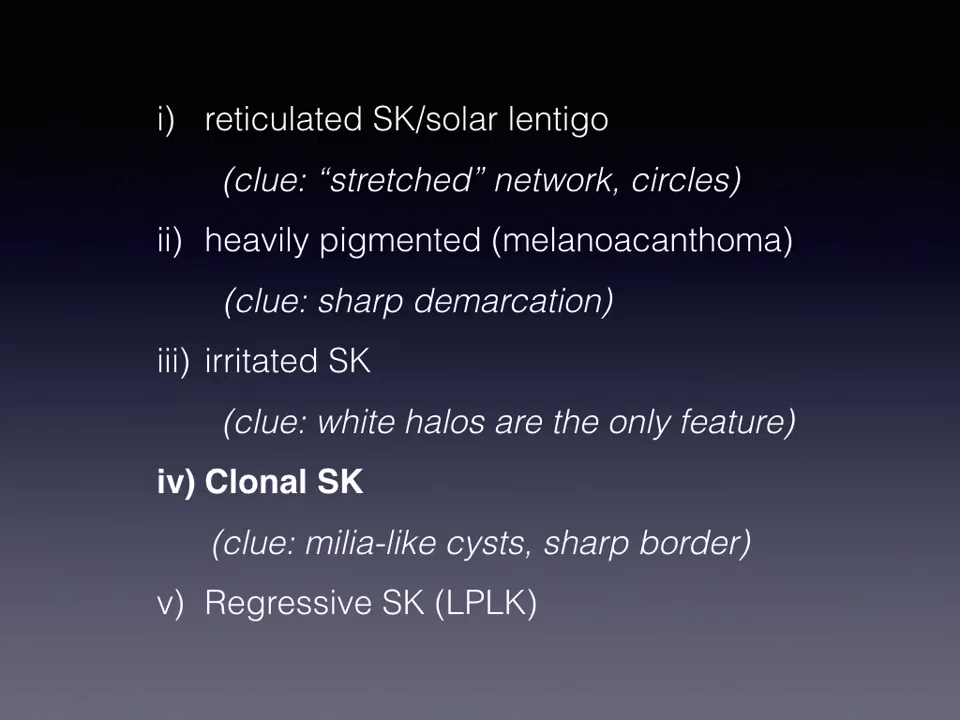 i) reticulated SK/solar lentigo
(clue: “stretched” network, circles)
ii) heavily pigmented (melanoacanthoma)
(clue: sharp demarcation)
iii) irritated SK
(clue: white halos are the only feature)
iv) Clonal SK
(clue: milia-like cysts, sharp border)
v) Regressive SK (LPLK)